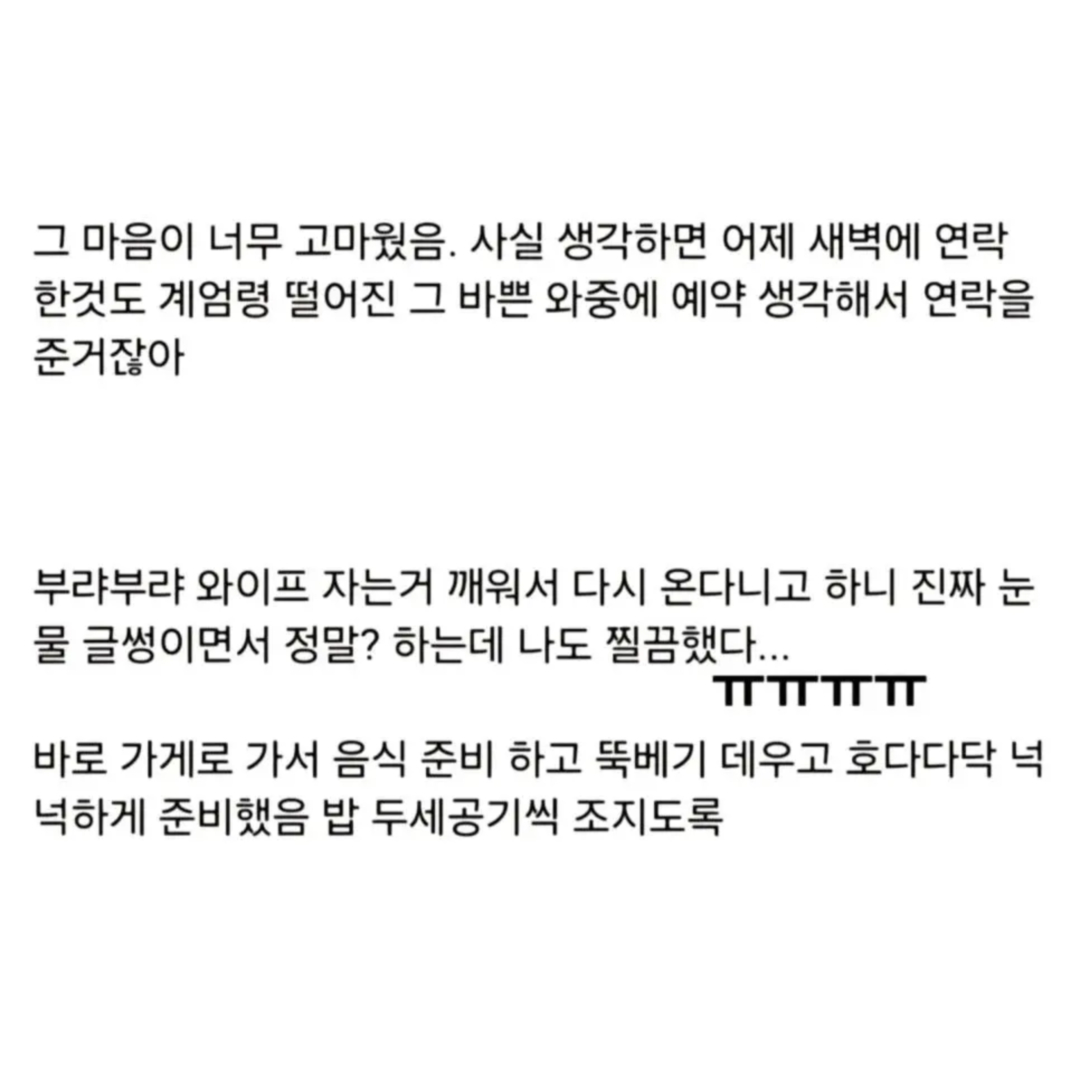 그 마음이 너무 고마웠음. 사실 생각하면 어제 새벽에 연락
한것도 계엄령 떨어진 그 바쁜 와중에 예약 생각해서 연락을
준거잖아
부랴부랴 와이프 자는거 깨워서 다시 온다니고 하니 진짜 눈
물 글썽이면서 정말? 하는데 나도 찔끔했다...
ㅠㅠㅠㅠ
바로 가게로 가서 음식 준비 하고 뚝베기 데우고 호다다닥 넉
넉하게 준비했음 밥 두세공기씩 조지도록